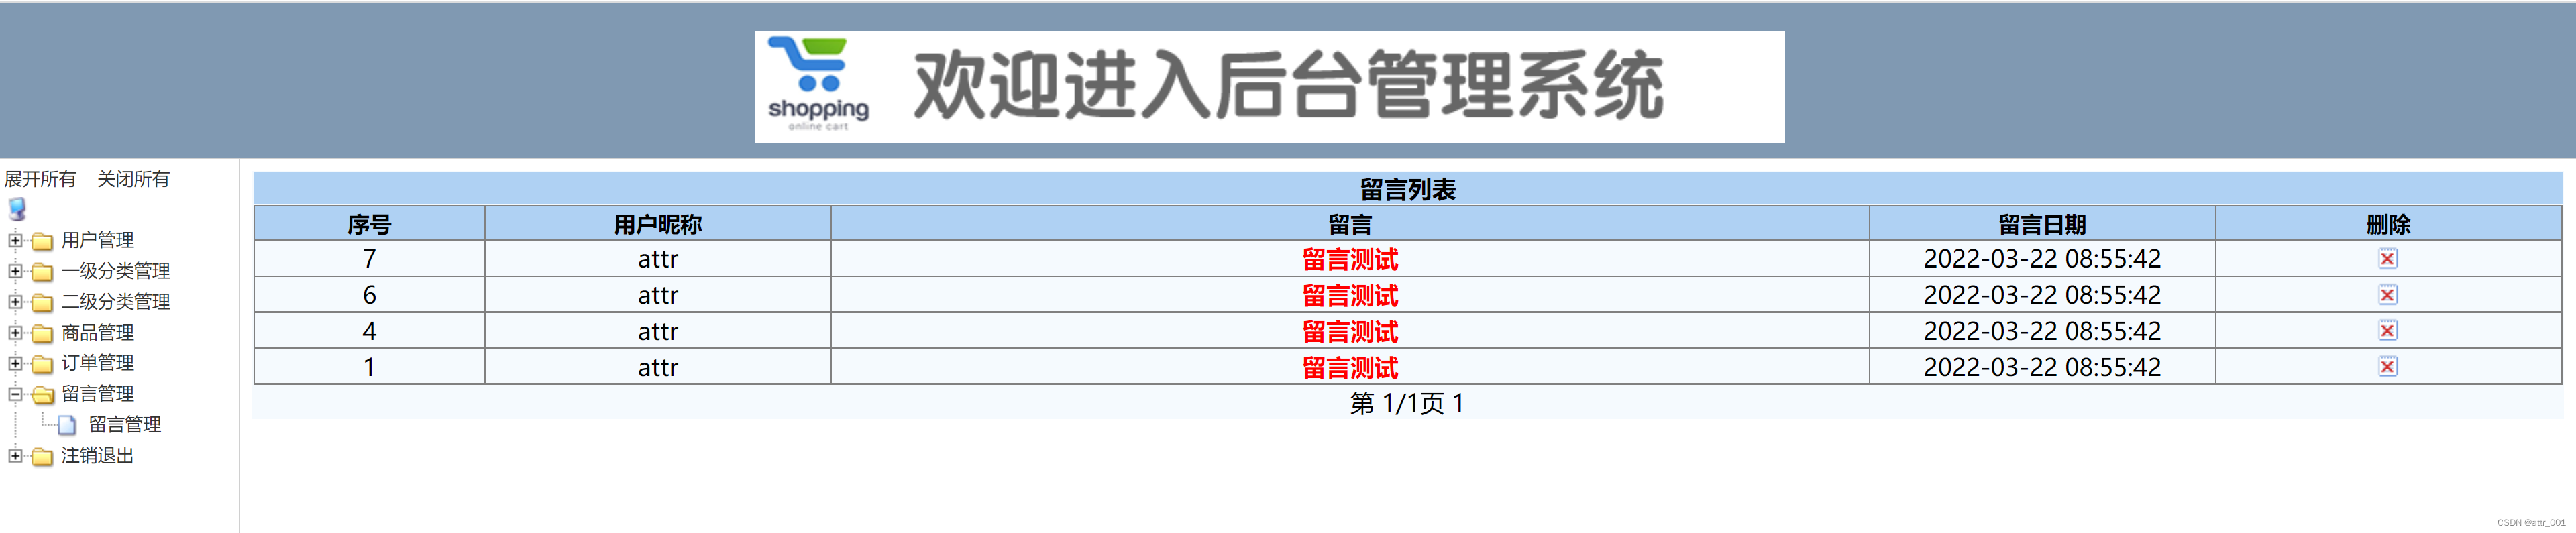 shopping
online cart
欢迎进入后台管理系统
展开所有 关闭所有
用户管理
一级分类管理
二级分类管理
商品管理
订单管理
留言管理
留言管理
注销退出
留言列表
序号 用户昵称 留言 留言日期 删除
7 attr 留言测试 2022-03-22 08:55:42
6 attr 留言测试 2022-03-22 08:55:42
4 attr 留言测试 2022-03-22 08:55:42
1 attr 留言测试 2022-03-22 08:55:42
第 1/1页 1
CSDN @attr_001